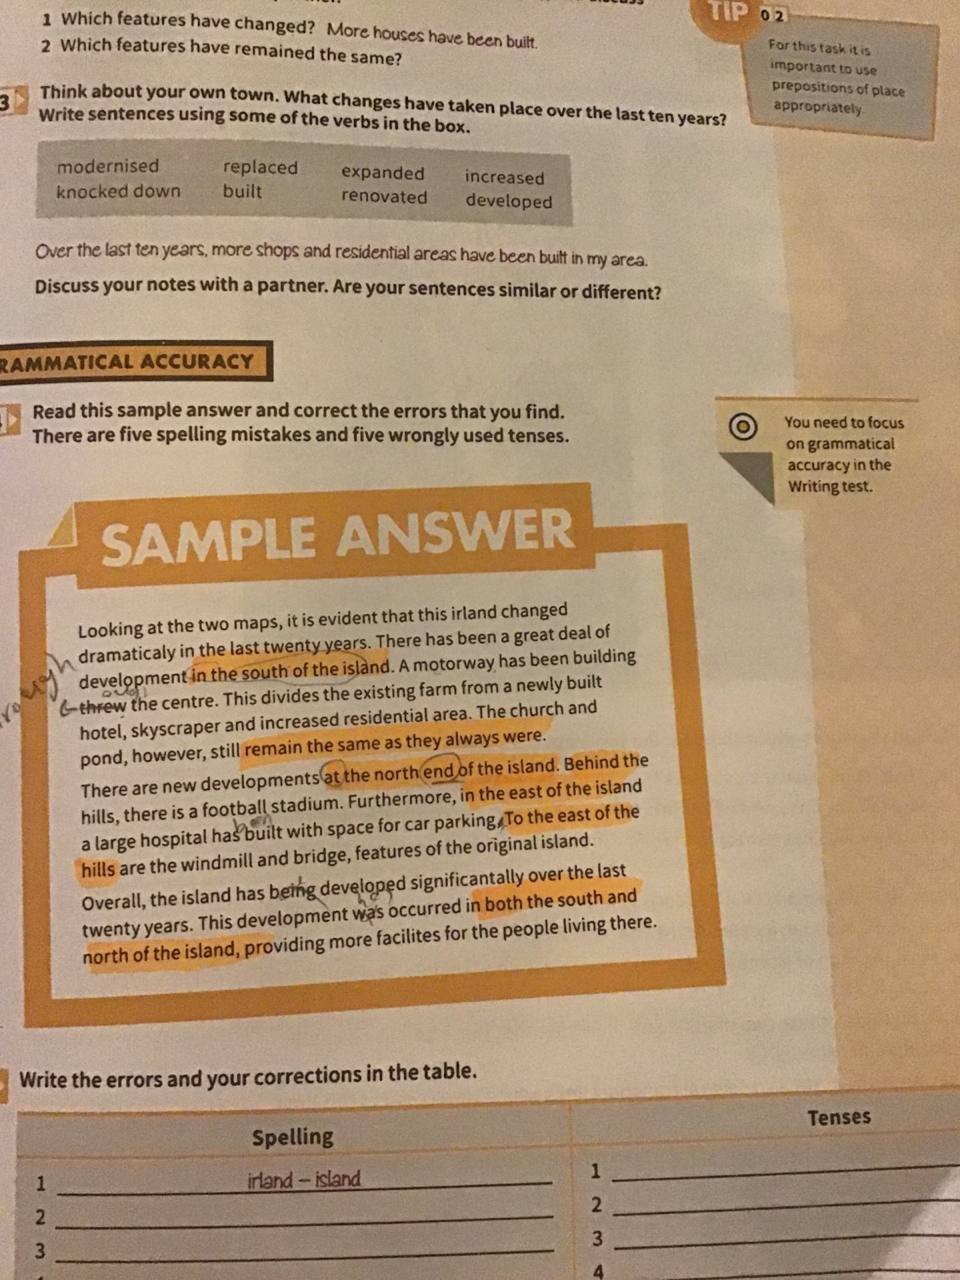 1 Which features have changed? More houses have been built.
2 Which features have remained the same?
TIP 02
For this task it is
important to use
prepositions of place
appropriately.
3 Think about your own town. What changes have taken place over the last ten years?
Write sentences using some of the verbs in the box.
modernised replaced expanded increased
knocked down built renovated developed
Over the last ten years, more shops and residential areas have been built in my area.
Discuss your notes with a partner. Are your sentences similar or different?
RAMMATICAL ACCURACY
Read this sample answer and correct the errors that you find.
There are five spelling mistakes and five wrongly used tenses.
You need to focus
on grammatical
accuracy in the
Writing test.
SAMPLE ANSWER
Looking at the two maps, it is evident that this irland changed
dramaticaly in the last twenty years. There has been a great deal of
development in the south of the island. A motorway has been building
threw the centre. This divides the existing farm from a newly built
hotel, skyscraper and increased residential area. The church and
pond, however, still remain the same as they always were.
There are new developments at the north end of the island. Behind the
hills, there is a football stadium. Furthermore, in the east of the island
been
a large hospital has built with space for car parking. To the east of the
hills are the windmill and bridge, features of the original island.
Overall, the island has being developed significantally over the last
twenty years. This development was occurred in both the south and
north of the island, providing more facilites for the people living there.
Write the errors and your corrections in the table.
Spelling Tenses
1 irland – island 1
2 2
3 3
4